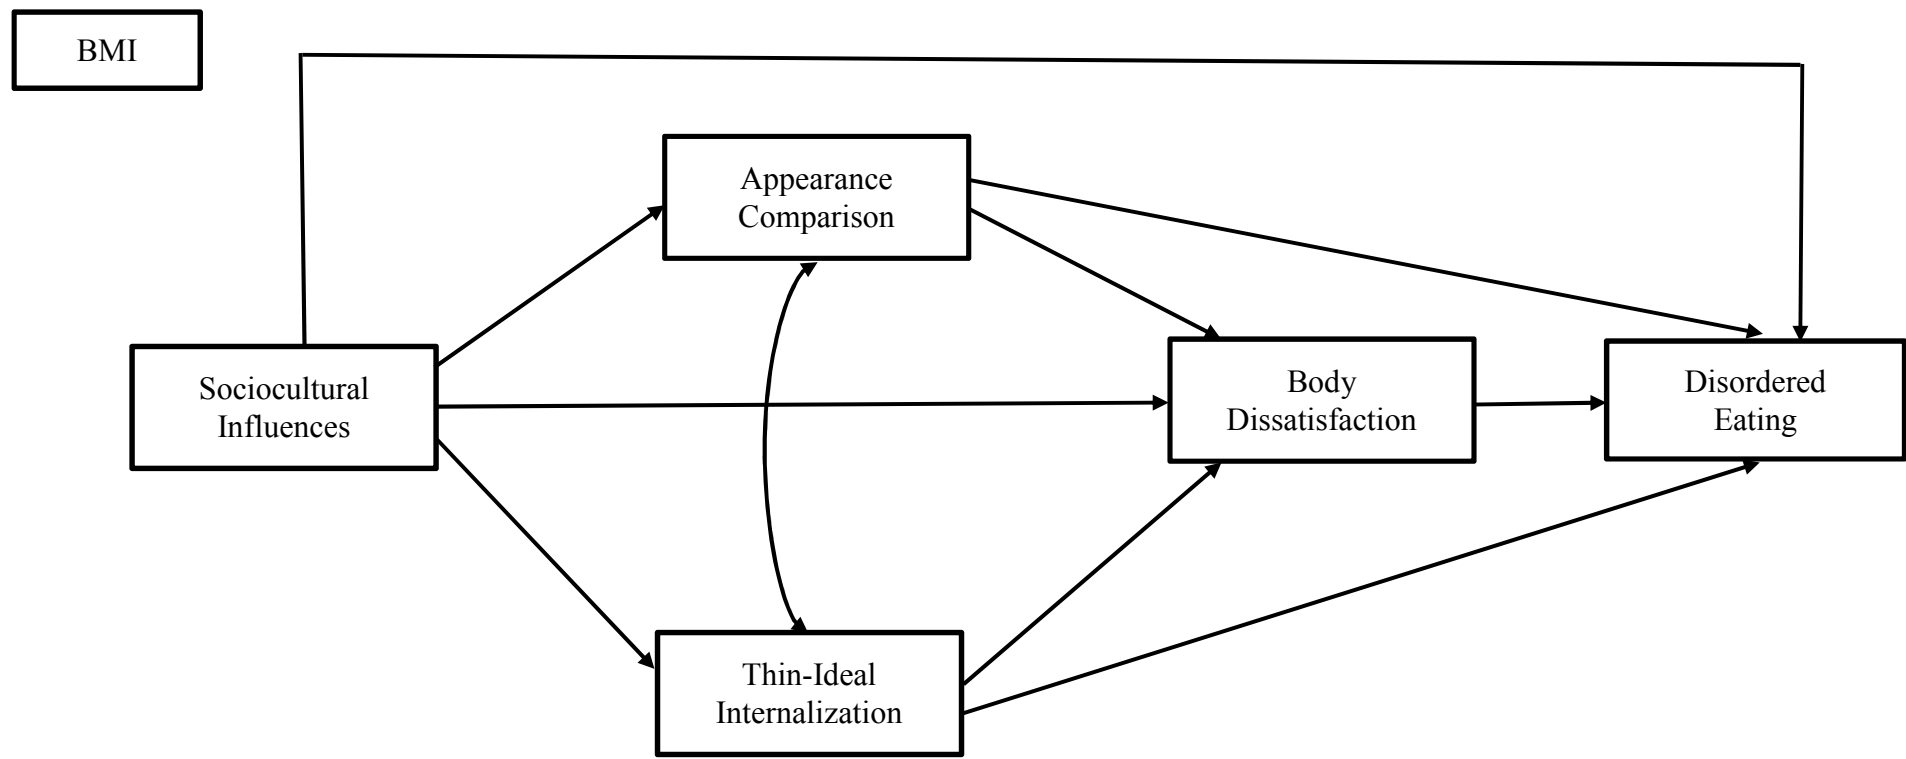 BMI
Appearance
Comparison
Sociocultural
Influences
Body
Dissatisfaction
Disordered
Eating
Thin-Ideal
Internalization